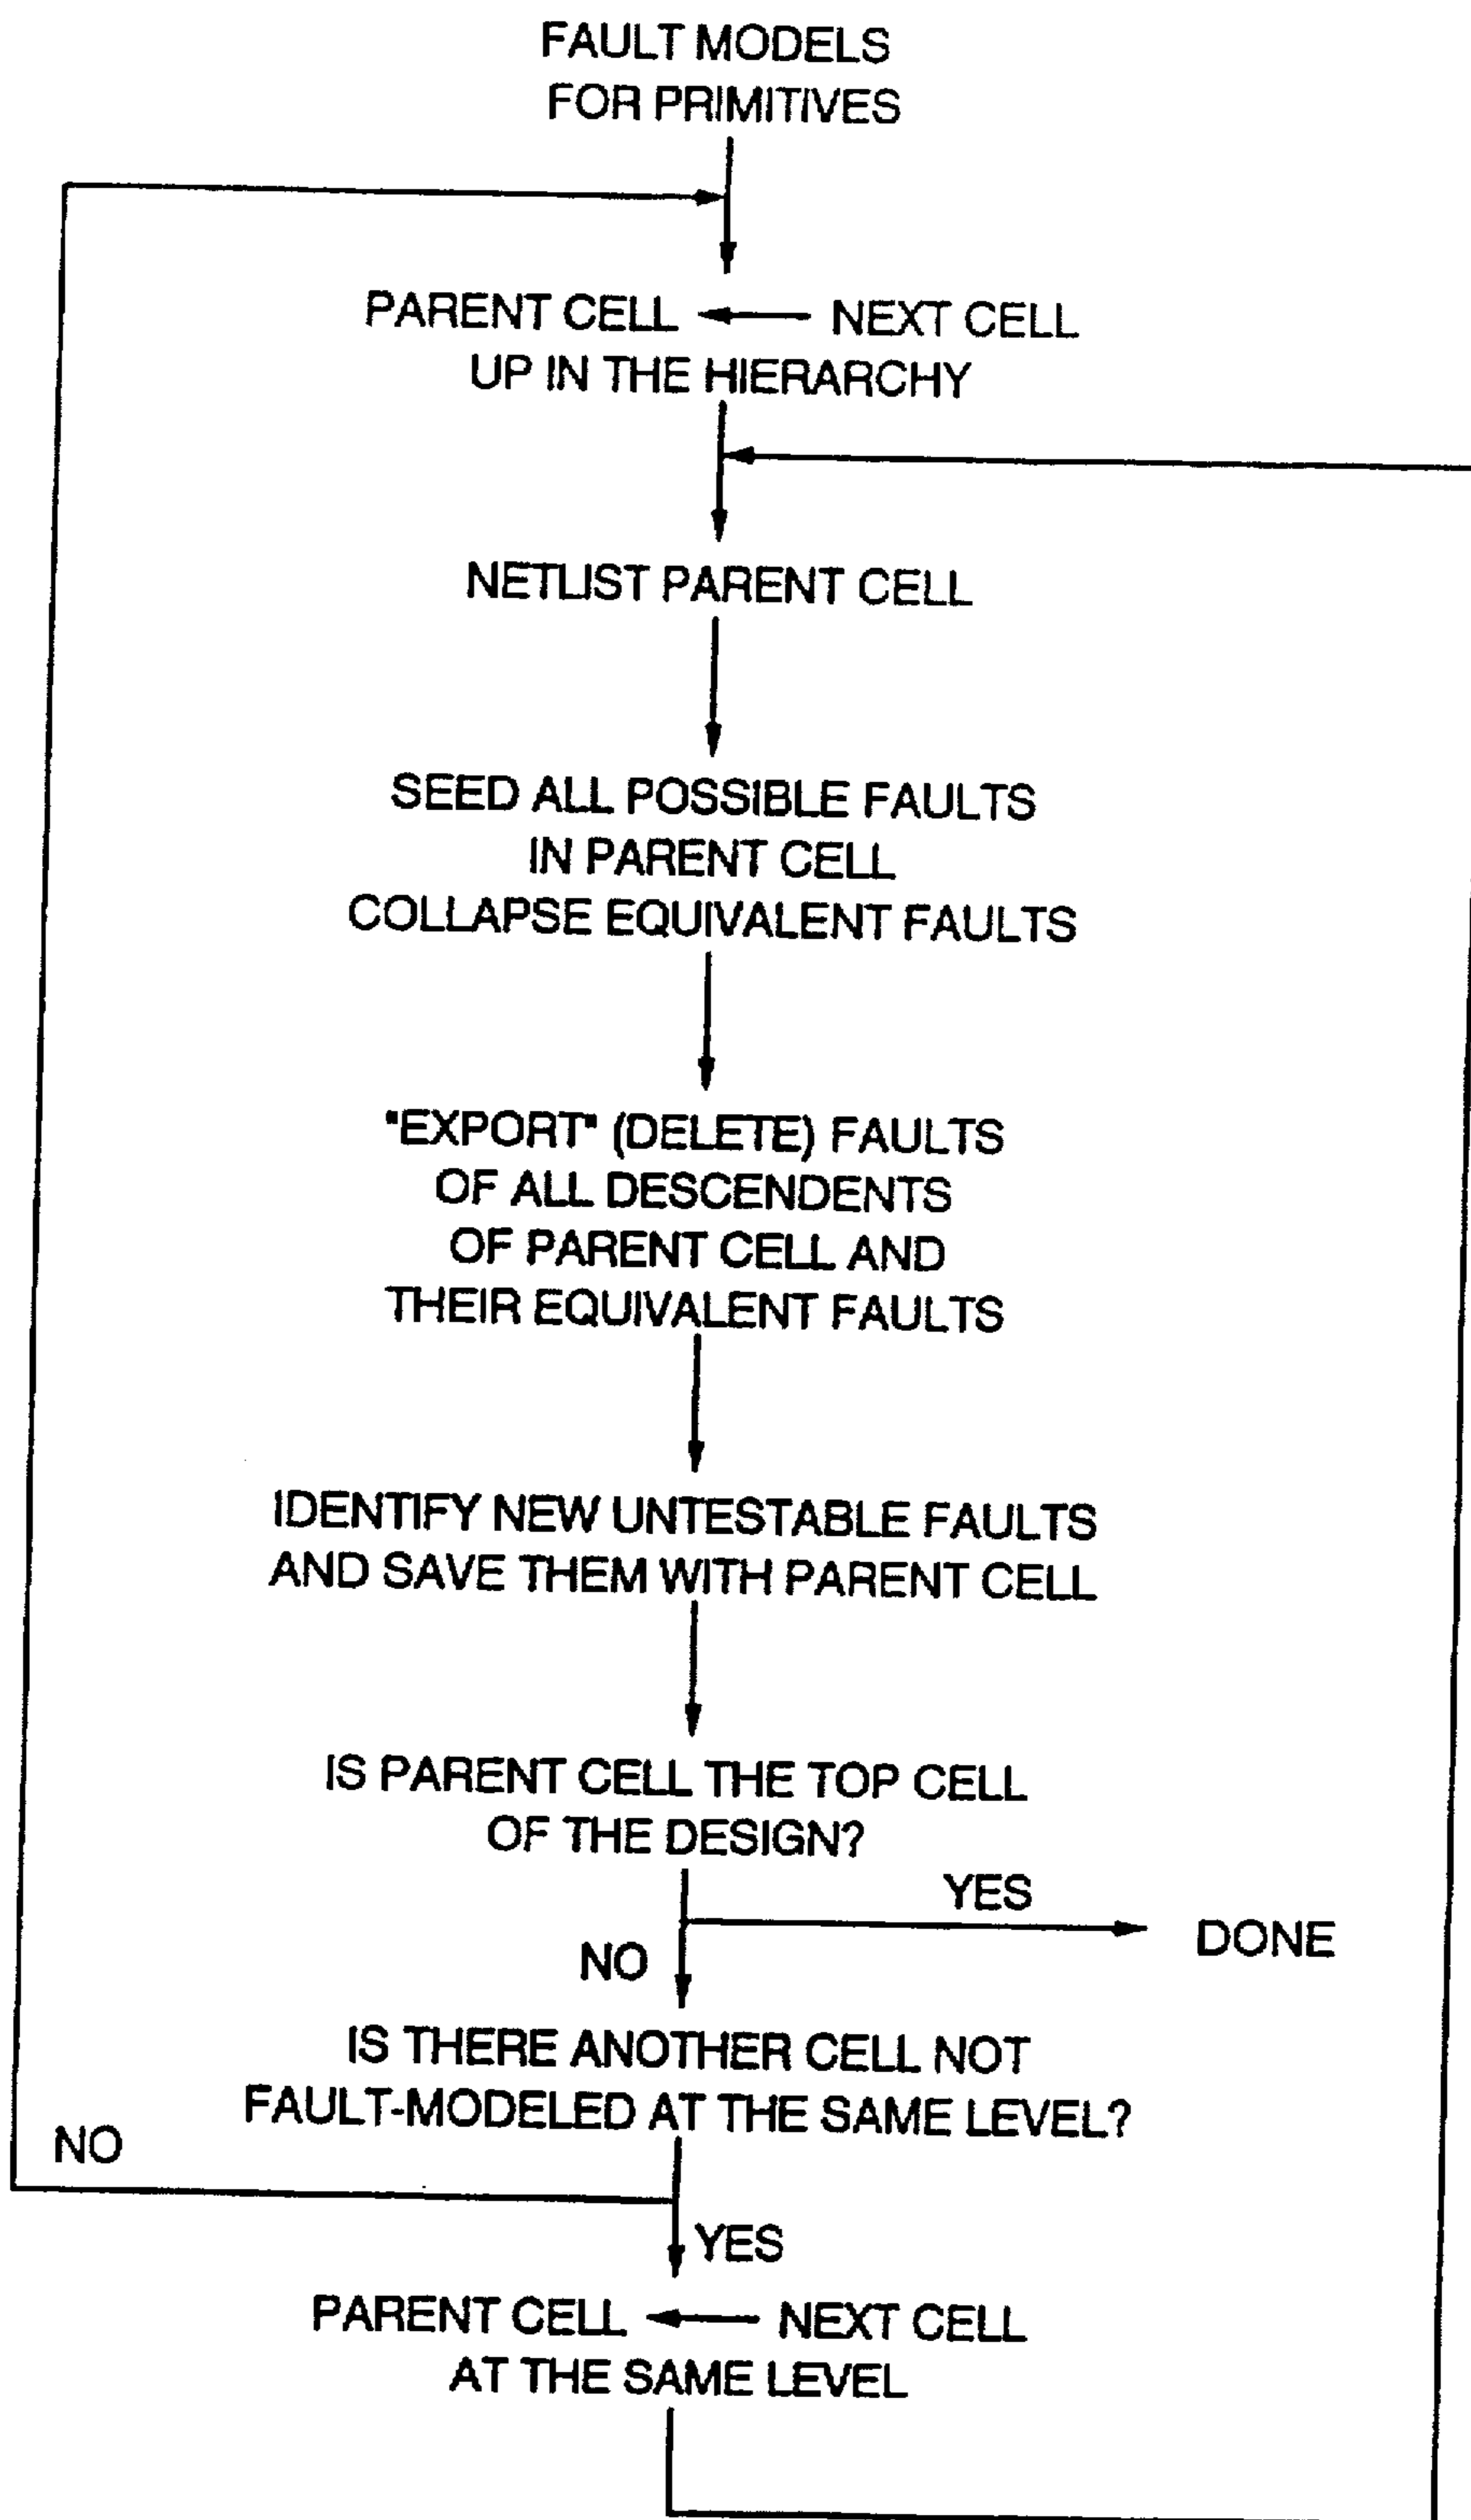 FAULT MODELS
FOR PRIMITIVES
PARENT CELL ← NEXT CELL
UP IN THE HIERARCHY
NETLIST PARENT CELL
SEED ALL POSSIBLE FAULTS
IN PARENT CELL
COLLAPSE EQUIVALENT FAULTS
"EXPORT" (DELETE) FAULTS
OF ALL DESCENDENTS
OF PARENT CELL AND
THEIR EQUIVALENT FAULTS
IDENTIFY NEW UNTESTABLE FAULTS
AND SAVE THEM WITH PARENT CELL
IS PARENT CELL THE TOP CELL
OF THE DESIGN?
YES
DONE
NO
IS THERE ANOTHER CELL NOT
FAULT-MODELED AT THE SAME LEVEL?
NO
YES
PARENT CELL ← NEXT CELL
AT THE SAME LEVEL